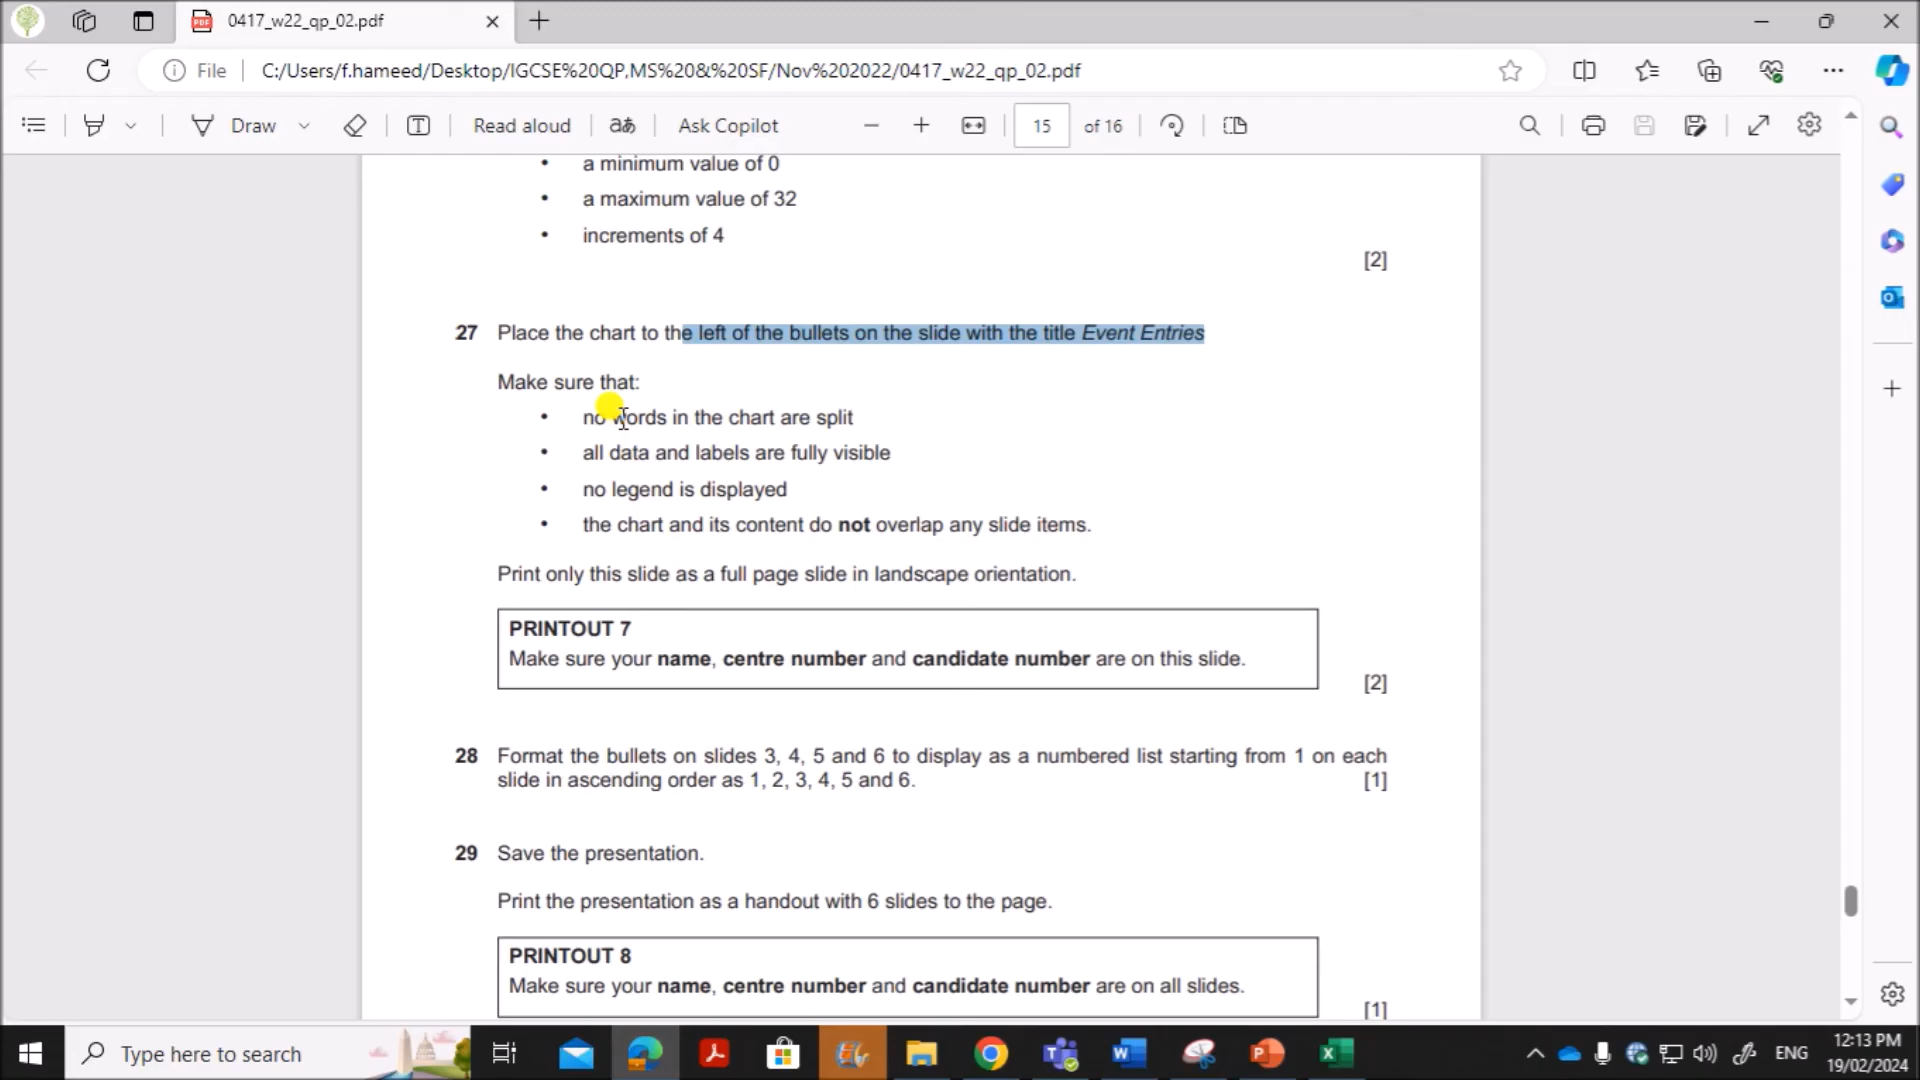 0417_w22_qp_02.pdf
File
C:/Users/f.hameed/Desktop/IGCSE%20QP,MS%20&%20SF/Nov%202022/0417_w22_qp_02.pdf
Draw
Read aloud
aあ
Ask Copilot
15
of 16
• a minimum value of 0
• a maximum value of 32
• increments of 4
[2]
27 Place the chart to the left of the bullets on the slide with the title Event Entries
Make sure that:
• no words in the chart are split
• all data and labels are fully visible
• no legend is displayed
• the chart and its content do not overlap any slide items.
Print only this slide as a full page slide in landscape orientation.
PRINTOUT 7
Make sure your name, centre number and candidate number are on this slide.
[2]
28 Format the bullets on slides 3, 4, 5 and 6 to display as a numbered list starting from 1 on each
slide in ascending order as 1, 2, 3, 4, 5 and 6. [1]
29 Save the presentation.
Print the presentation as a handout with 6 slides to the page.
PRINTOUT 8
Make sure your name, centre number and candidate number are on all slides.
[1]
Type here to search
ENG
12:13 PM
19/02/2024